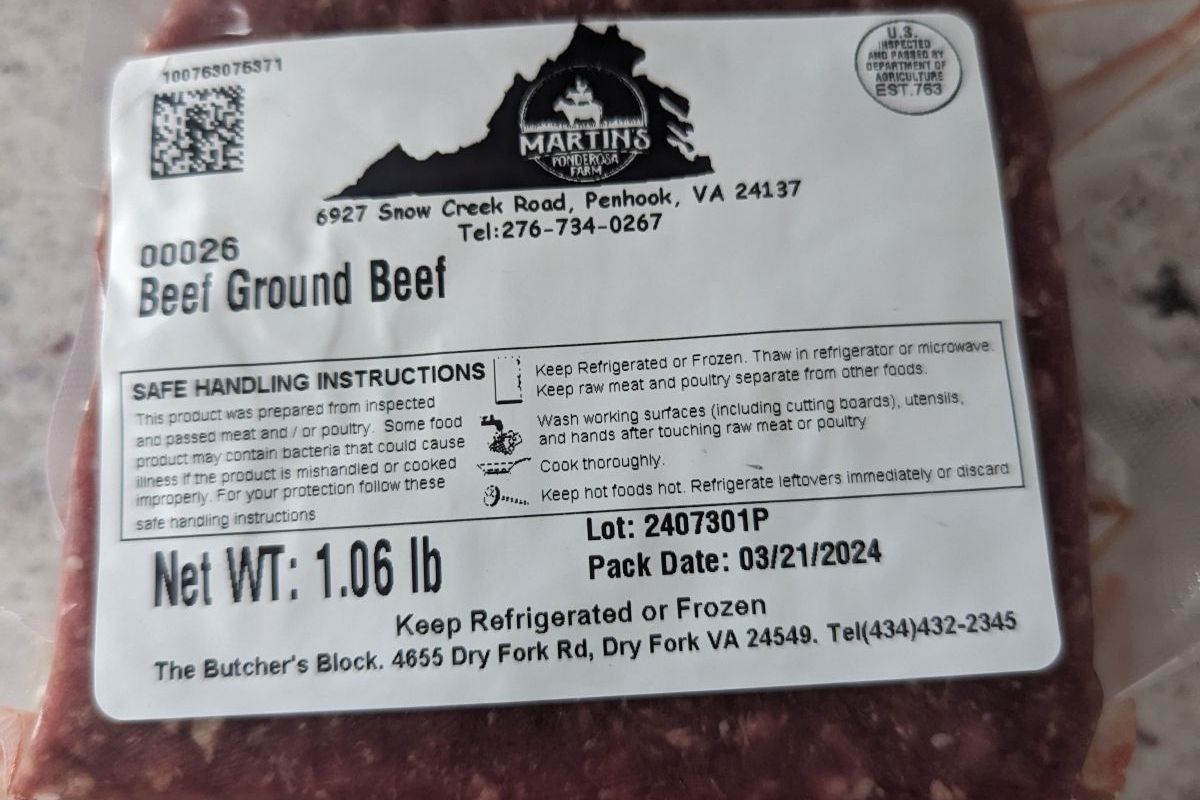 100763076371
MARTIN'S
PONDEROSA
FARM
U.S.
INSPECTED
AND PASSED BY
DEPARTMENT OF
AGRICULTURE
EST.763
6927 Snow Creek Road, Penhook, VA 24137
Tel:276-734-0267
00026
Beef Ground Beef
SAFE HANDLING INSTRUCTIONS
This product was prepared from inspected
and passed meat and / or poultry. Some food
product may contain bacteria that could cause
illness if the product is mishandled or cooked
improperly. For your protection follow these
safe handling instructions
Keep Refrigerated or Frozen. Thaw in refrigerator or microwave.
Keep raw meat and poultry separate from other foods.
Wash working surfaces (including cutting boards), utensils,
and hands after touching raw meat or poultry
Cook thoroughly.
Keep hot foods hot. Refrigerate leftovers immediately or discard
Net WT: 1.06 lb
Lot: 2407301P
Pack Date: 03/21/2024
Keep Refrigerated or Frozen
The Butcher's Block. 4655 Dry Fork Rd, Dry Fork VA 24549. Tel(434)432-2345